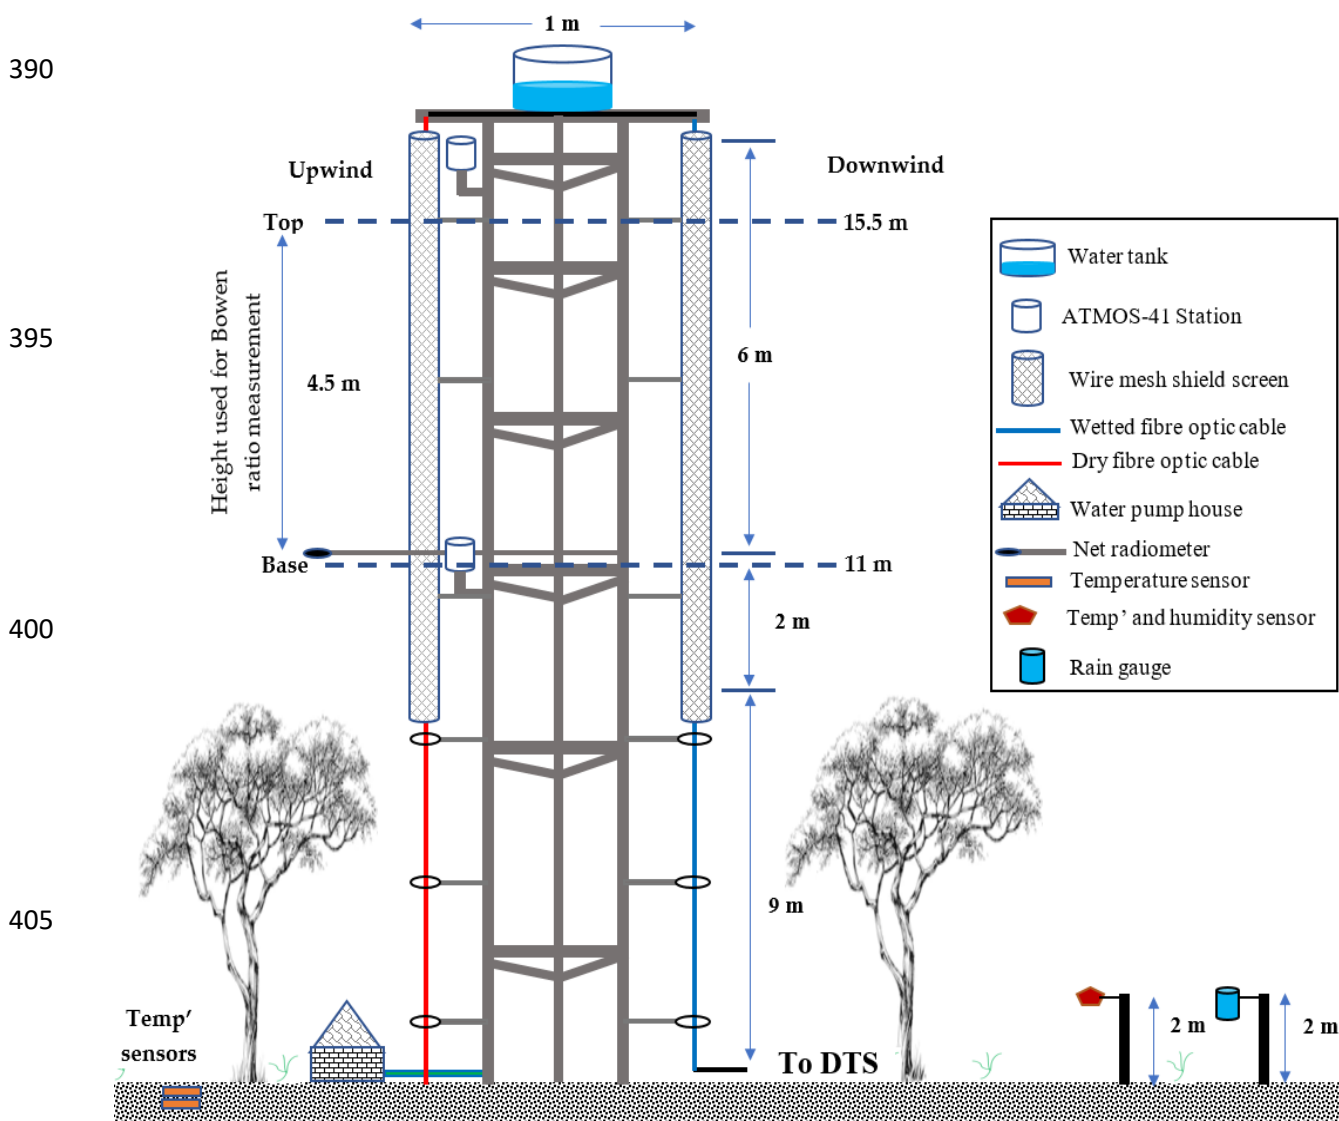 1 m
390
Upwind
Downwind
Top
15.5 m
Water tank
ATMOS-41 Station
395
Height used for Bowen
ratio measurement
4.5 m
6 m
Wire mesh shield screen
Wetted fibre optic cable
Dry fibre optic cable
Water pump house
Net radiometer
Base
11 m
Temperature sensor
400
2 m
Temp’ and humidity sensor
Rain gauge
405
9 m
Temp’
sensors
2 m
2 m
To DTS